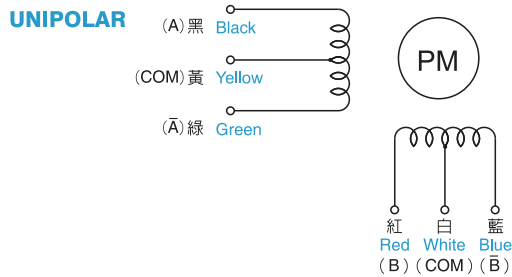 UNIPOLAR
(A)黑 Black
(COM)黃 Yellow
(Ā)綠 Green
PM
紅 白 藍
Red White Blue
(B) (COM) (B̄)